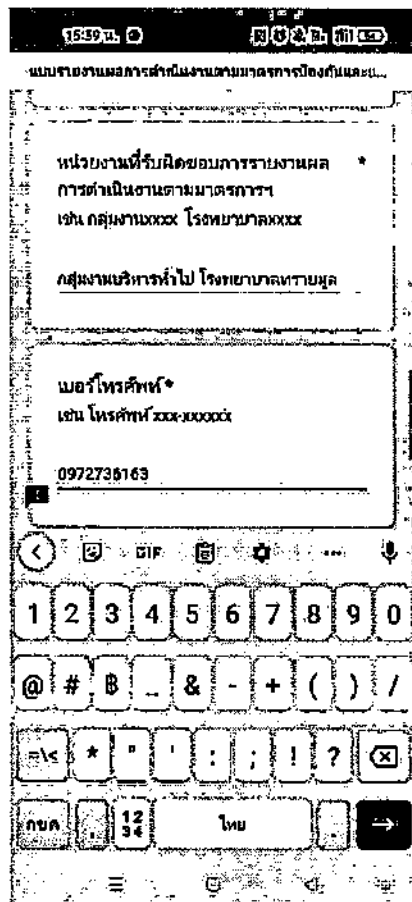 15:59 น.
แบบรายงานผลการดำเนินงานตามมาตรการป้องกันและ...
หน่วยงานที่รับผิดชอบการรายงานผล *
การดำเนินงานตามมาตรการฯ
เช่น กลุ่มงานxxxx โรงพยาบาลxxxx
กลุ่มงานบริหารทั่วไป โรงพยาบาลทรายมูล
เบอร์โทรศัพท์ *
เช่น โทรศัพท์ xxx-xxxxxx
0972736163
GIF
1 2 3 4 5 6 7 8 9 0
@ # ฿ _ & - + ( ) /
=\< * " ' : ; ! ?
กขค , 12 34 ไทย .